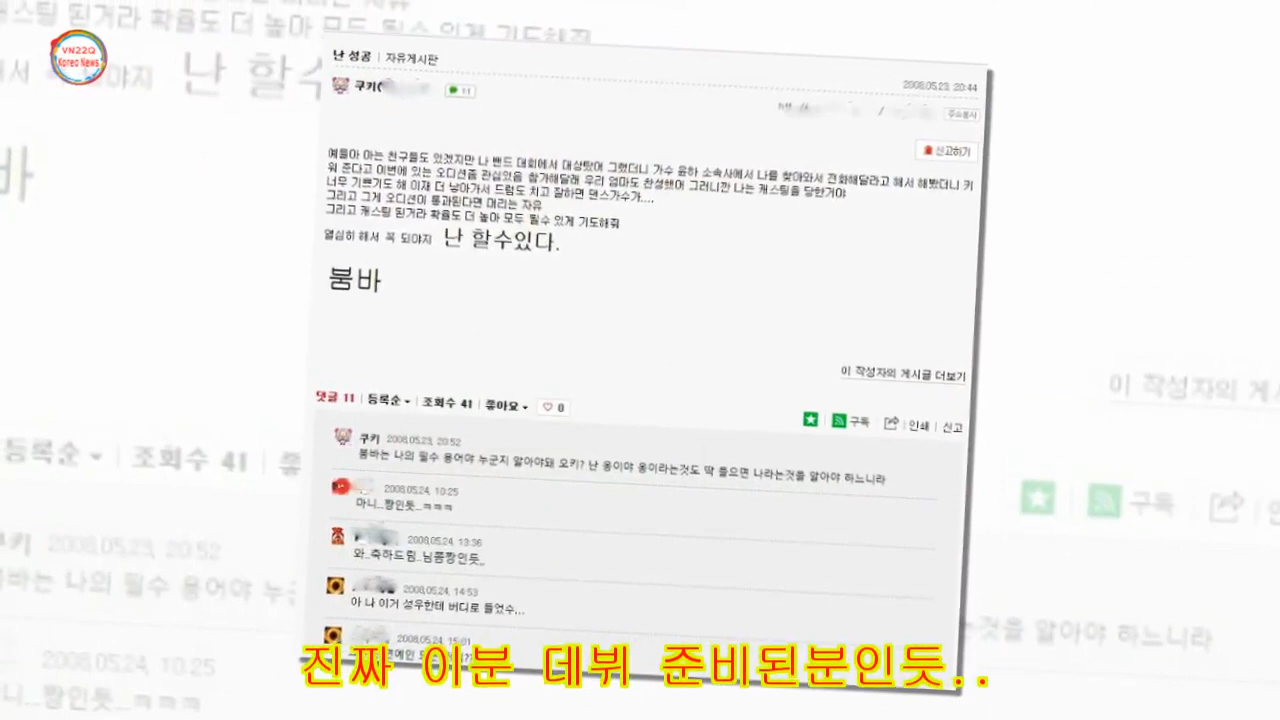 VN22Q
Korea News
난 성공 | 자유게시판
2008.05.23. 20:44
쿠키(
11
주소복사
신고하기
예들아 아는 친구들도 있겠지만 나 밴드 대회에서 대상탔어 그랬더니 가수 윤하 소속사에서 나를 찾아와서 전화해달라고 해서 해봤더니 키
워 준다고 이번에 있는 오디션좀 관심있음 참가해달래 우리 엄마도 찬성했어 그러니깐 나는 캐스팅을 당한거야
너무 기쁘기도 해 이재 더 낳아가서 드럼도 치고 잘하면 댄스가수가....
그리고 그게 오디션이 통과된다면 머리는 자유
그리고 캐스팅 된거라 확율도 더 높아 모두 될수 있게 기도해줘
열심히 해서 꼭 되야지 난 할수있다.
붐바
이 작성자의 게시글 더보기
댓글 11 | 등록순 | 조회수 41 | 좋아요 0
구독 인쇄 | 신고
쿠키 2008.05.23, 20:52
붐바는 나의 필수 용어야 누군지 알아야돼 오키? 난 옹이야 옹이라는것도 딱 들으면 나라는것을 알아야 하느니라
2008.05.24, 10:25
마니...짱인듯...ㅋㅋㅋ
2008.05.24, 13:36
와..축하드림..님쫌짱인듯,,
2008.05.24, 14:53
아 나 이거 성우한데 버디로 들었수...
2008.05.24, 15:01
진짜 이분 데뷔 준비된분인듯..